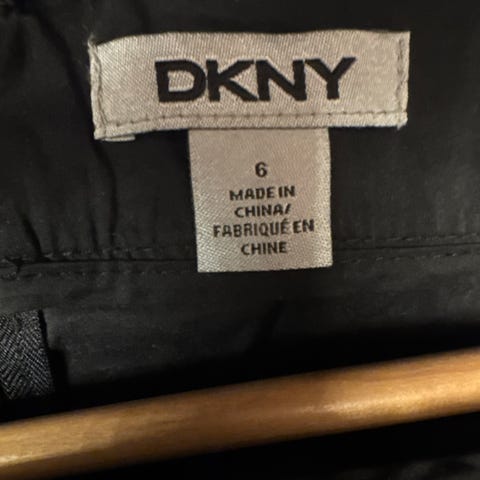 DKNY
6
MADE IN
CHINA/
FABRIQUÉ EN
CHINE